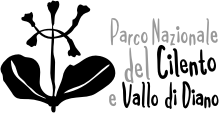 Parco Nazionale
del Cilento
e Vallo di Diano